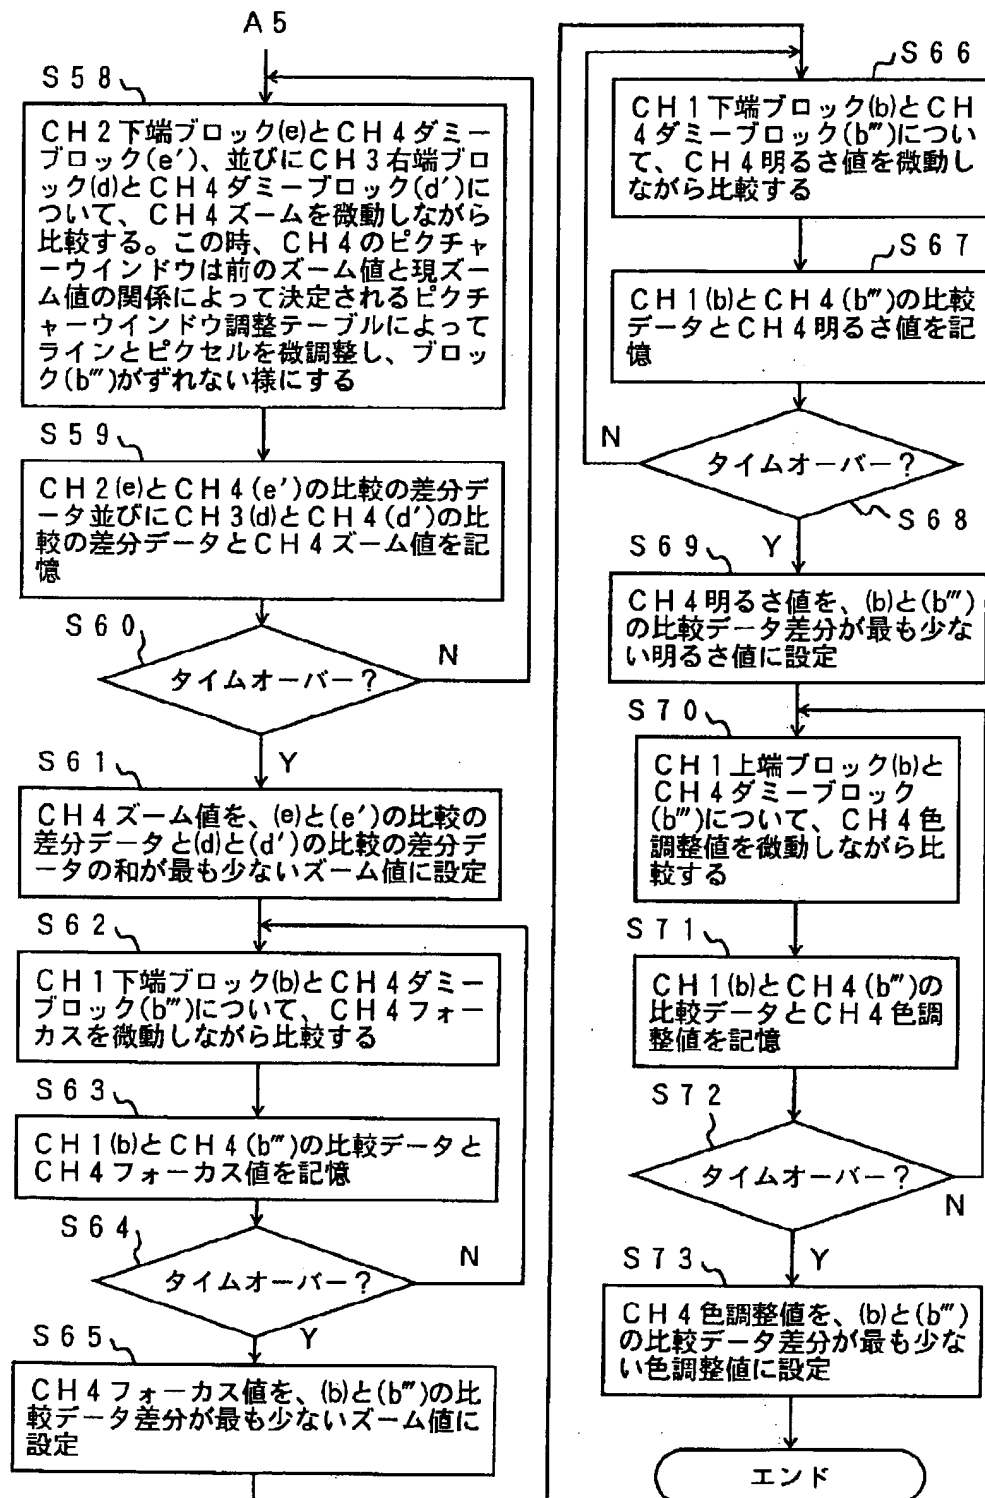 A5
S58
CH2下端ブロック(e)とCH4ダミー
ブロック(e′)、並びにCH3右端ブロ
ック(d)とCH4ダミーブロック(d′)に
ついて、CH4ズームを微動しながら
比較する。この時、CH4のピクチャ
ーウインドウは前のズーム値と現ズー
ム値の関係によって決定されるピクチ
ャーウインドウ調整テーブルによって
ラインとピクセルを微調整し、ブロッ
ク(b‴)がずれない様にする
S59
CH2(e)とCH4(e′)の比較の差分デ
ータ並びにCH3(d)とCH4(d′)の比
較の差分データとCH4ズーム値を記
憶
S60
タイムオーバー?
N
Y
S61
CH4ズーム値を、(e)と(e′)の比較の
差分データと(d)と(d′)の比較の差分デ
ータの和が最も少ないズーム値に設定
S62
CH1下端ブロック(b)とCH4ダミー
ブロック(b‴)について、CH4フォー
カスを微動しながら比較する
S63
CH1(b)とCH4(b‴)の比較データと
CH4フォーカス値を記憶
S64
タイムオーバー?
N
Y
S65
CH4フォーカス値を、(b)と(b‴)の比
較データ差分が最も少ないズーム値に
設定
S66
CH1下端ブロック(b)とCH
4ダミーブロック(b‴)につい
て、CH4明るさ値を微動し
ながら比較する
S67
CH1(b)とCH4(b‴)の比較
データとCH4明るさ値を記
憶
N
タイムオーバー?
S68
Y
S69
CH4明るさ値を、(b)と(b‴)
の比較データ差分が最も少な
い明るさ値に設定
S70
CH1上端ブロック(b)と
CH4ダミーブロック
(b‴)について、CH4色
調整値を微動しながら比
較する
S71
CH1(b)とCH4(b‴)の
比較データとCH4色調
整値を記憶
S72
タイムオーバー?
N
Y
S73
CH4色調整値を、(b)と(b‴)
の比較データ差分が最も少な
い色調整値に設定
エンド